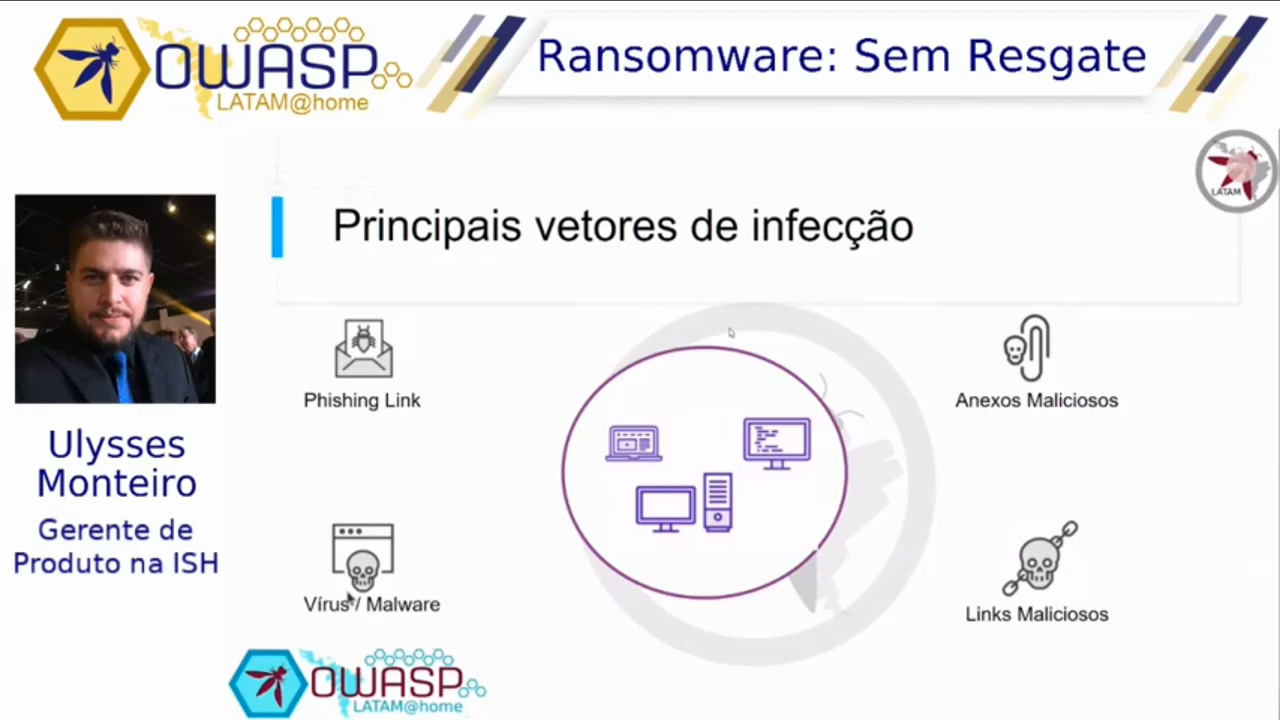 OWASP
LATAM@home
Ransomware: Sem Resgate
LATAM
Principais vetores de infecção
Phishing Link
Anexos Maliciosos
Ulysses
Monteiro
Gerente de
Produto na ISH
Vírus / Malware
Links Maliciosos
OWASP
LATAM@home